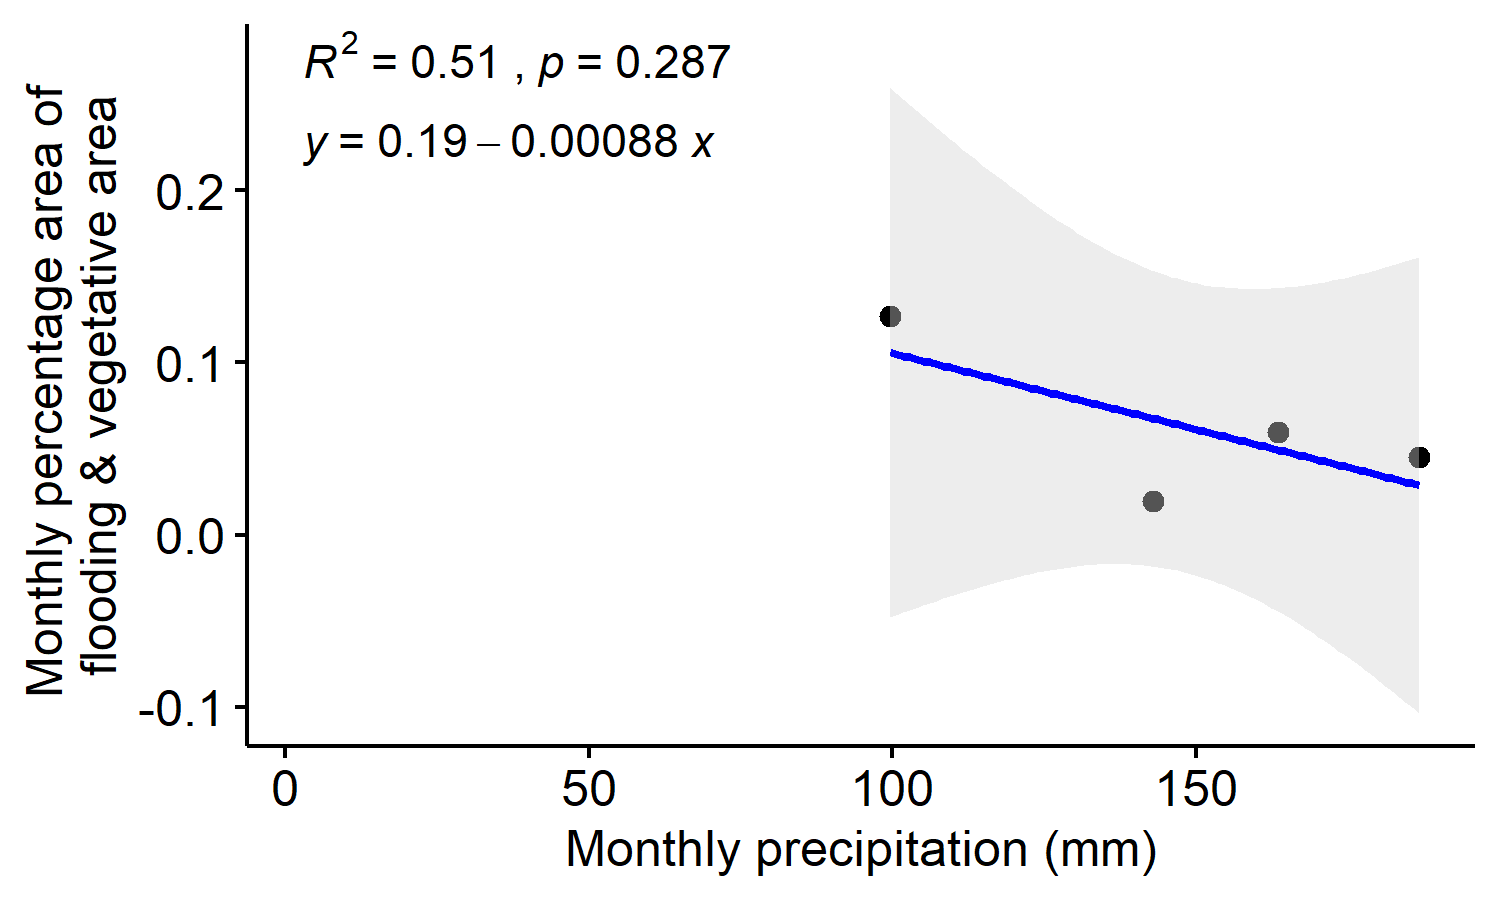 R² = 0.51 , p = 0.287
y = 0.19 – 0.00088 x
Monthly percentage area of
flooding & vegetative area
0.2
0.1
0.0
-0.1
0 50 100 150
Monthly precipitation (mm)